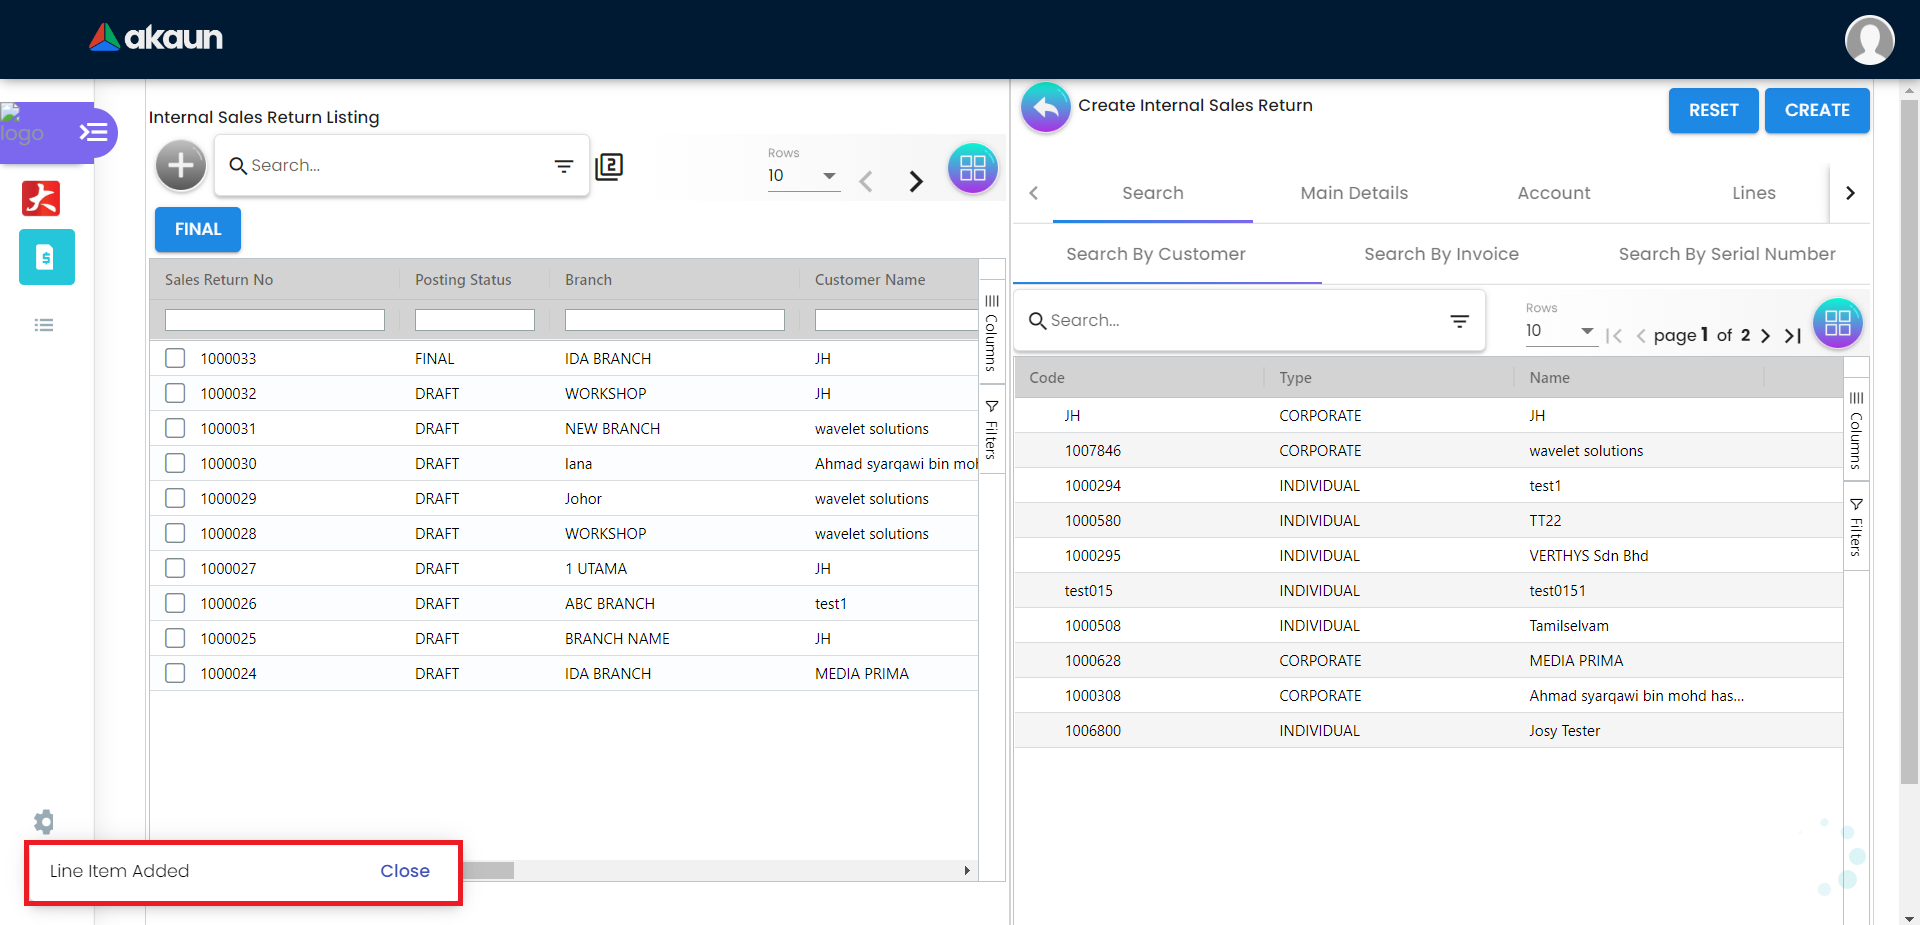 akaun
logo
Internal Sales Return Listing
Search...
2
Rows
10
FINAL
Sales Return No Posting Status Branch Customer Name
1000033 FINAL IDA BRANCH JH
1000032 DRAFT WORKSHOP JH
1000031 DRAFT NEW BRANCH wavelet solutions
1000030 DRAFT lana Ahmad syarqawi bin moh
1000029 DRAFT Johor wavelet solutions
1000028 DRAFT WORKSHOP wavelet solutions
1000027 DRAFT 1 UTAMA JH
1000026 DRAFT ABC BRANCH test1
1000025 DRAFT BRANCH NAME JH
1000024 DRAFT IDA BRANCH MEDIA PRIMA
Columns
Filters
Line Item Added Close
Create Internal Sales Return
RESET CREATE
Search Main Details Account Lines
Search By Customer Search By Invoice Search By Serial Number
Search...
Rows
10
page 1 of 2
Code Type Name
JH CORPORATE JH
1007846 CORPORATE wavelet solutions
1000294 INDIVIDUAL test1
1000580 INDIVIDUAL TT22
1000295 INDIVIDUAL VERTHYS Sdn Bhd
test015 INDIVIDUAL test0151
1000508 INDIVIDUAL Tamilselvam
1000628 CORPORATE MEDIA PRIMA
1000308 CORPORATE Ahmad syarqawi bin mohd has...
1006800 INDIVIDUAL Josy Tester
Columns
Filters